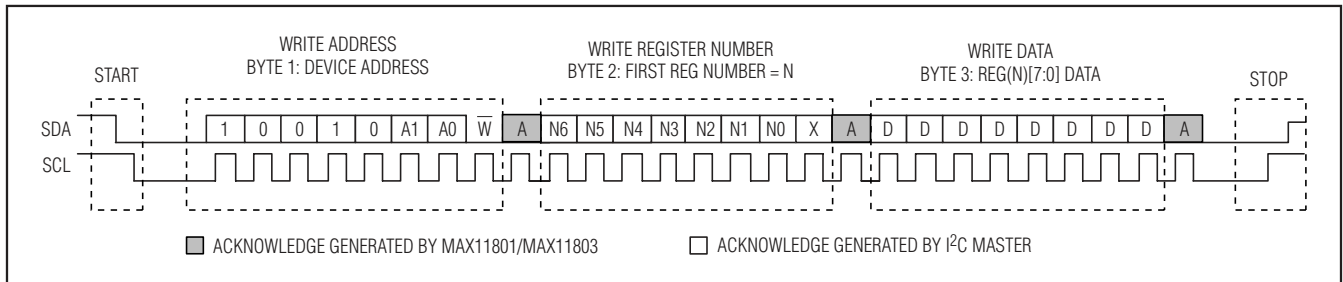 WRITE ADDRESS
BYTE 1: DEVICE ADDRESS
WRITE REGISTER NUMBER
BYTE 2: FIRST REG NUMBER = N
WRITE DATA
BYTE 3: REG(N)[7:0] DATA
START
STOP
SDA
1 0 0 1 0 A1 A0 W̅ A N6 N5 N4 N3 N2 N1 N0 X A D D D D D D D D A
SCL
ACKNOWLEDGE GENERATED BY MAX11801/MAX11803
ACKNOWLEDGE GENERATED BY I²C MASTER